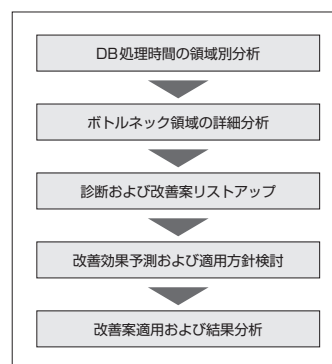 DB処理時間の領域別分析
ボトルネック領域の詳細分析
診断および改善案リストアップ
改善効果予測および適用方針検討
改善案適用および結果分析